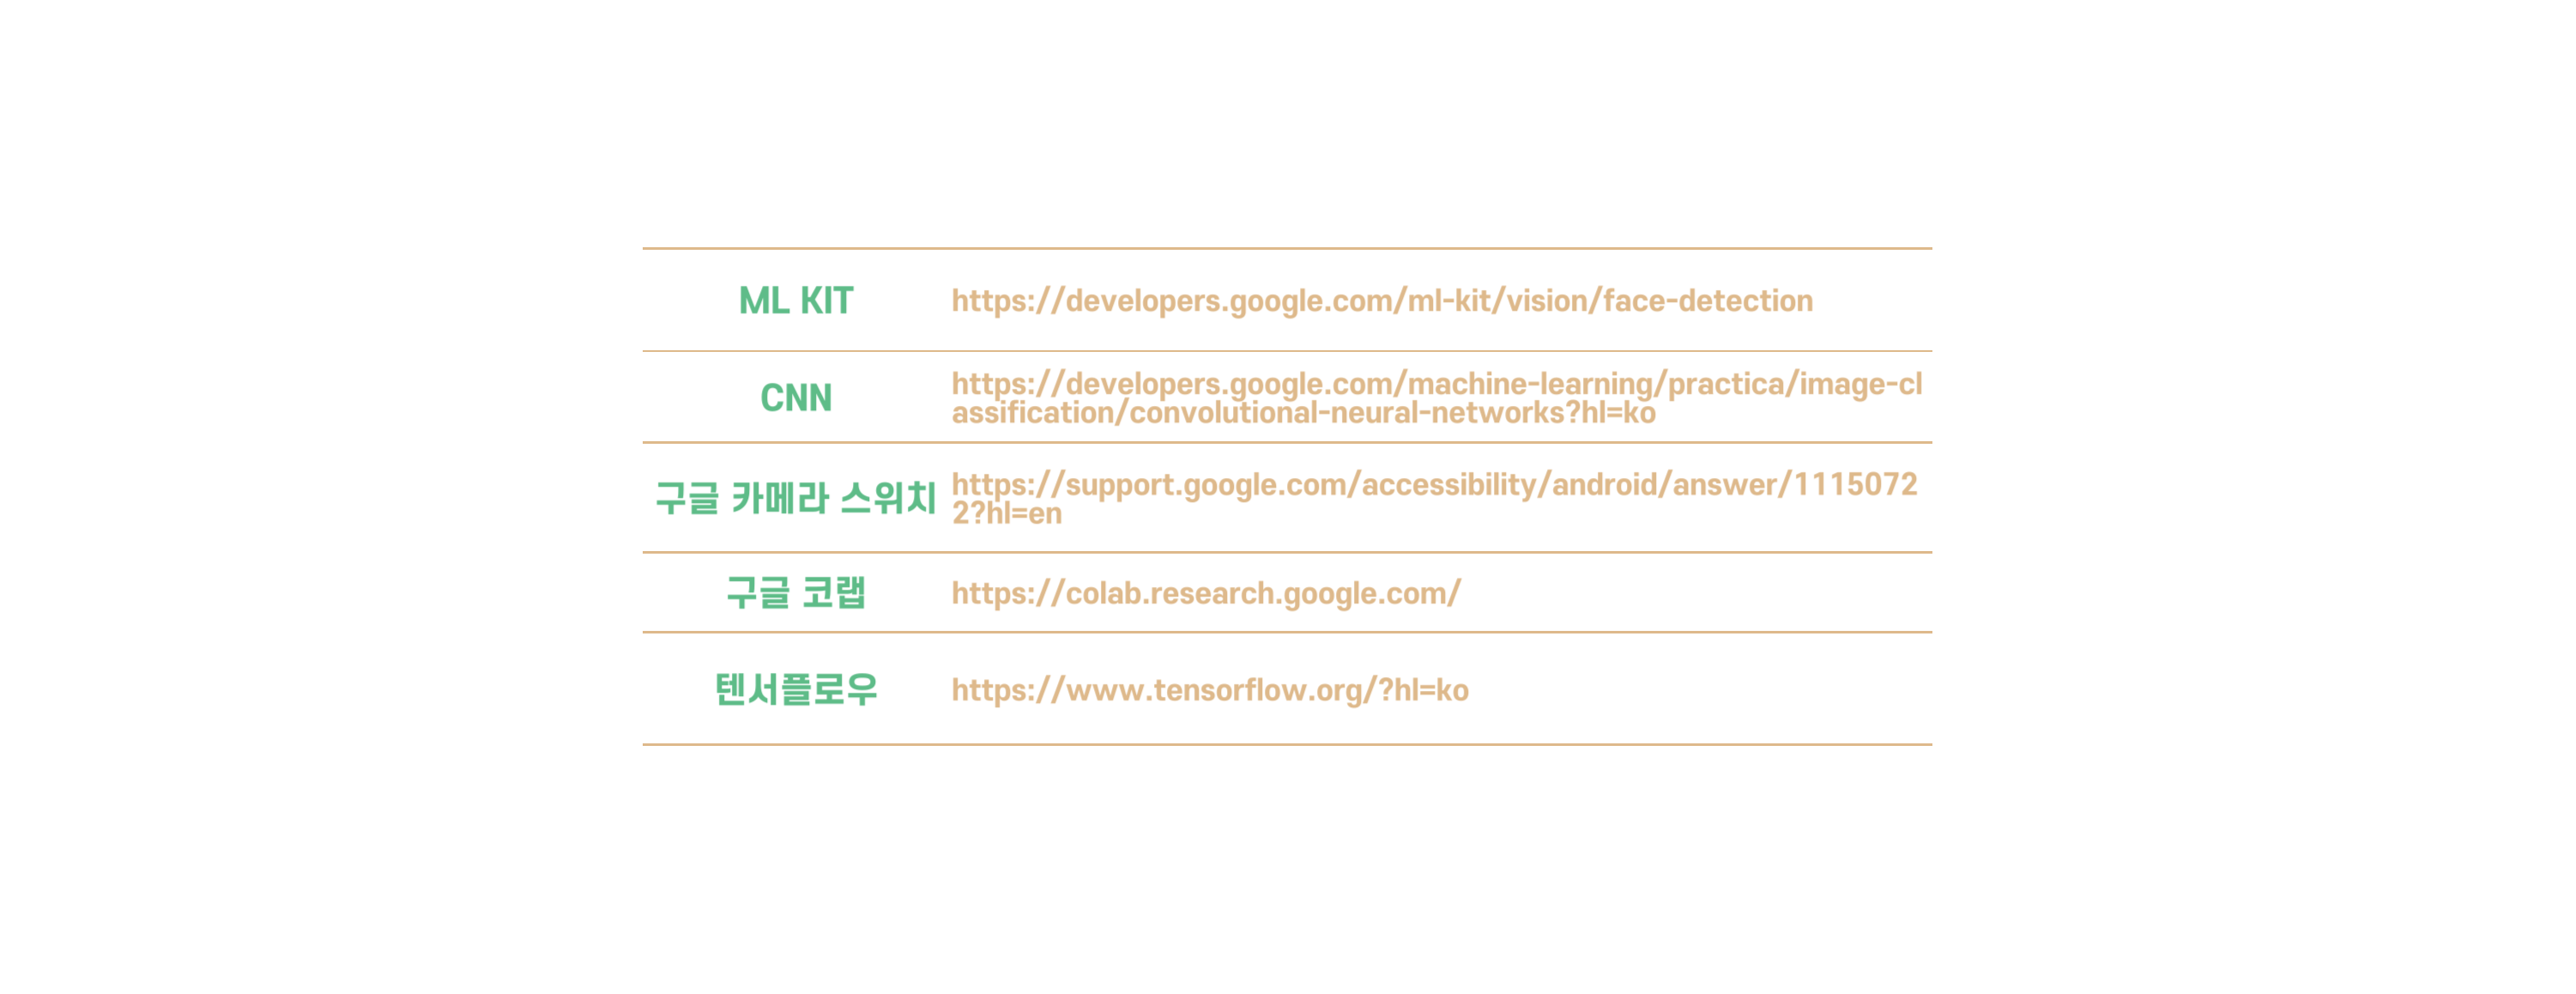 ML KIT https://developers.google.com/ml-kit/vision/face-detection
CNN https://developers.google.com/machine-learning/practica/image-cl
assification/convolutional-neural-networks?hl=ko
구글 카메라 스위치 https://support.google.com/accessibility/android/answer/1115072
2?hl=en
구글 코랩 https://colab.research.google.com/
텐서플로우 https://www.tensorflow.org/?hl=ko